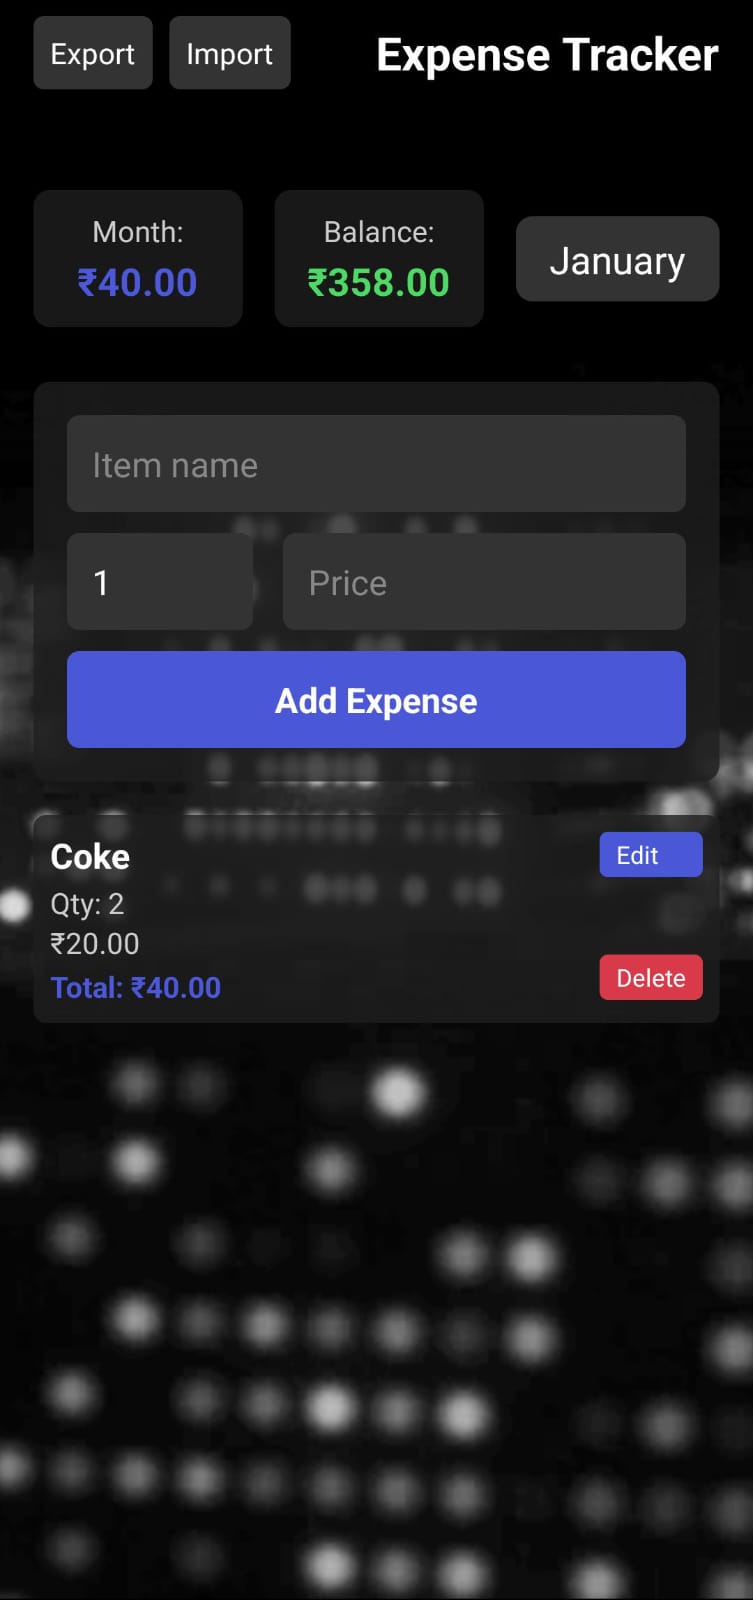 Export
Import
Expense Tracker
Month:
₹40.00
Balance:
₹358.00
January
Item name
1
Price
Add Expense
Coke
Edit
Qty: 2
₹20.00
Total: ₹40.00
Delete